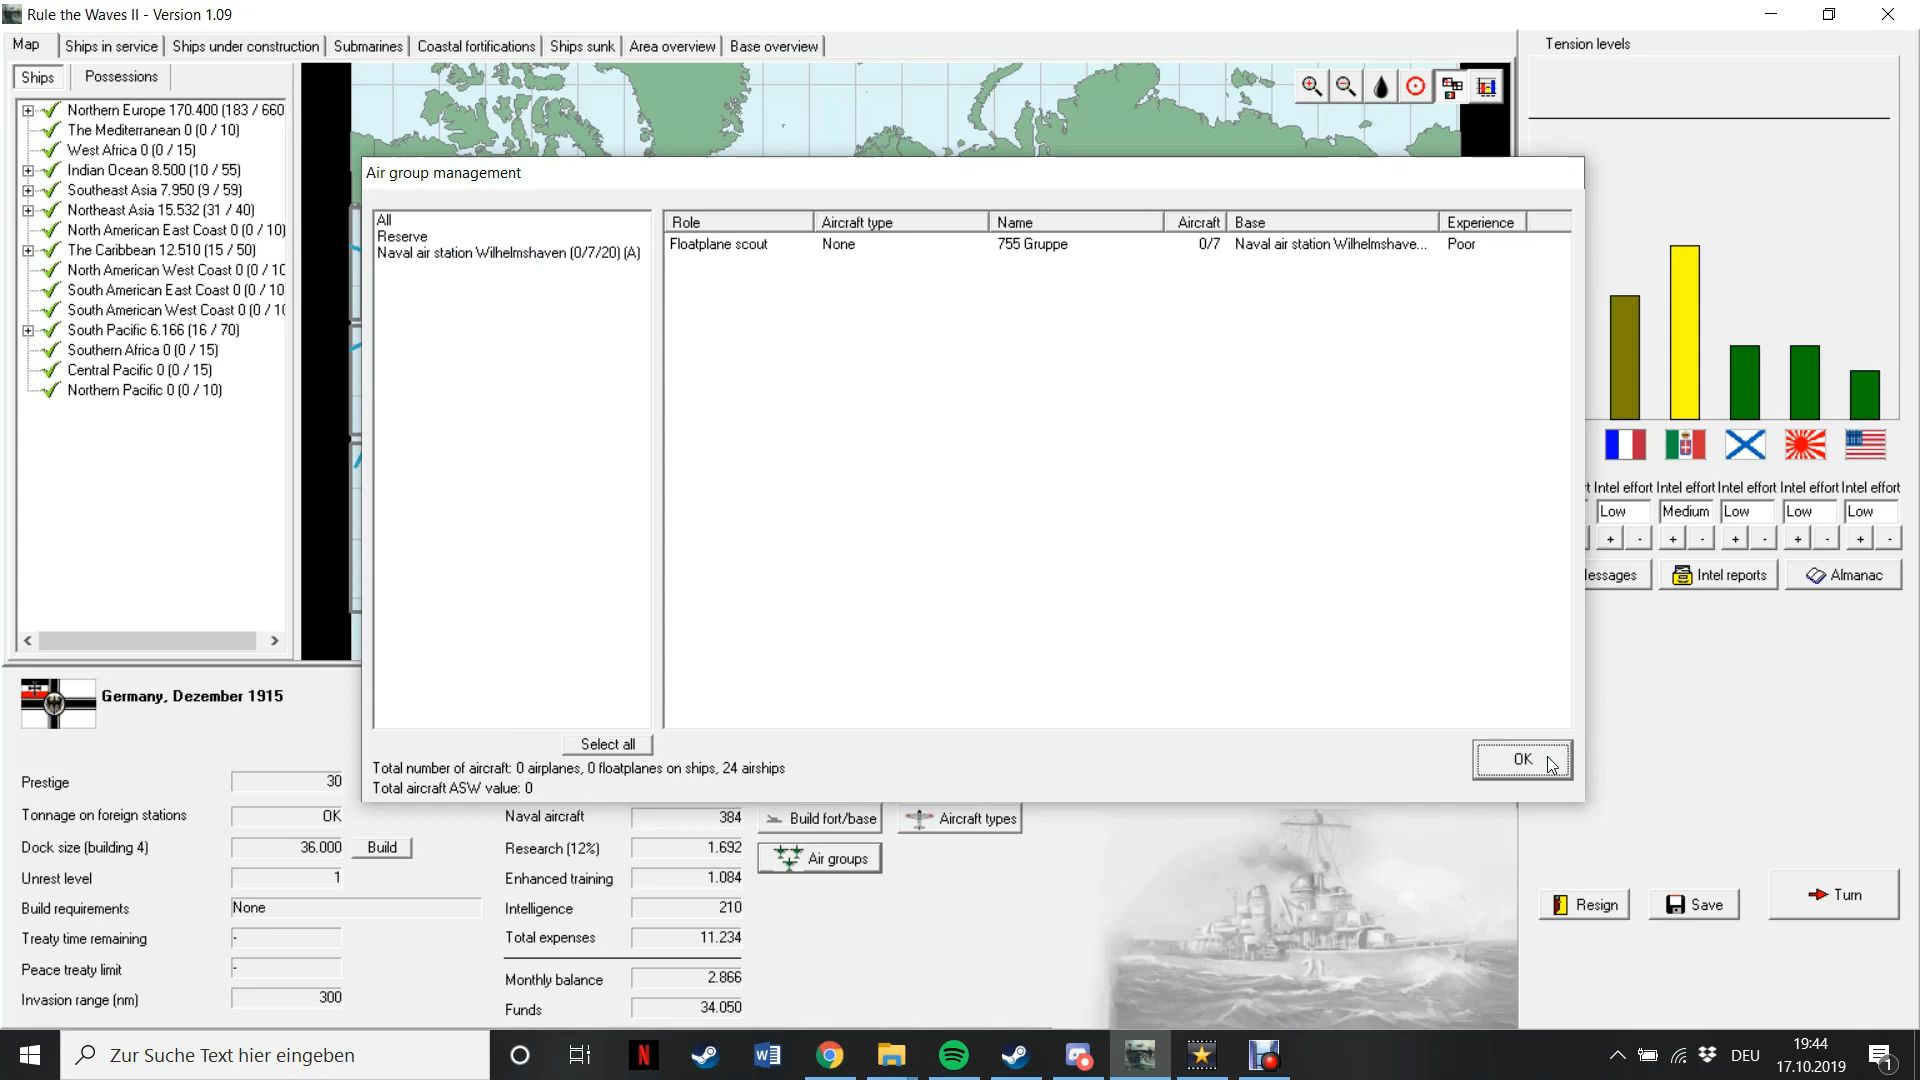 Rule the Waves II - Version 1.09
Map
Ships in service
Ships under construction
Submarines
Coastal fortifications
Ships sunk
Area overview
Base overview
Tension levels
Ships
Possessions
Northern Europe 170.400 (183 / 660
The Mediterranean 0 (0 / 10)
West Africa 0 (0 / 15)
Indian Ocean 8.500 (10 / 55)
Southeast Asia 7.950 (9 / 59)
Northeast Asia 15.532 (31 / 40)
North American East Coast 0 (0 / 10)
The Caribbean 12.510 (15 / 50)
North American West Coast 0 (0 / 10
South American East Coast 0 (0 / 10
South American West Coast 0 (0 / 10
South Pacific 6.166 (16 / 70)
Southern Africa 0 (0 / 15)
Central Pacific 0 (0 / 15)
Northern Pacific 0 (0 / 10)
Air group management
All
Reserve
Naval air station Wilhelmshaven (0/7/20) (A)
Role Aircraft type Name Aircraft Base Experience
Floatplane scout None 755 Gruppe 0/7 Naval air station Wilhelmshave... Poor
Select all
Total number of aircraft: 0 airplanes, 0 floatplanes on ships, 24 airships
Total aircraft ASW value: 0
OK
Intel effort Intel effort Intel effort Intel effort Intel effort
Low Medium Low Low Low
+ - + - + - + - + -
essages
Intel reports
Almanac
Germany, Dezember 1915
Prestige 30
Tonnage on foreign stations OK
Dock size (building 4) 36.000 Build
Unrest level 1
Build requirements None
Treaty time remaining -
Peace treaty limit -
Invasion range (nm) 300
Naval aircraft 384
Research (12%) 1.692
Enhanced training 1.084
Intelligence 210
Total expenses 11.234
Monthly balance 2.866
Funds 34.050
Build fort/base
Aircraft types
Air groups
Resign
Save
Turn
Zur Suche Text hier eingeben
DEU
19:44
17.10.2019
1